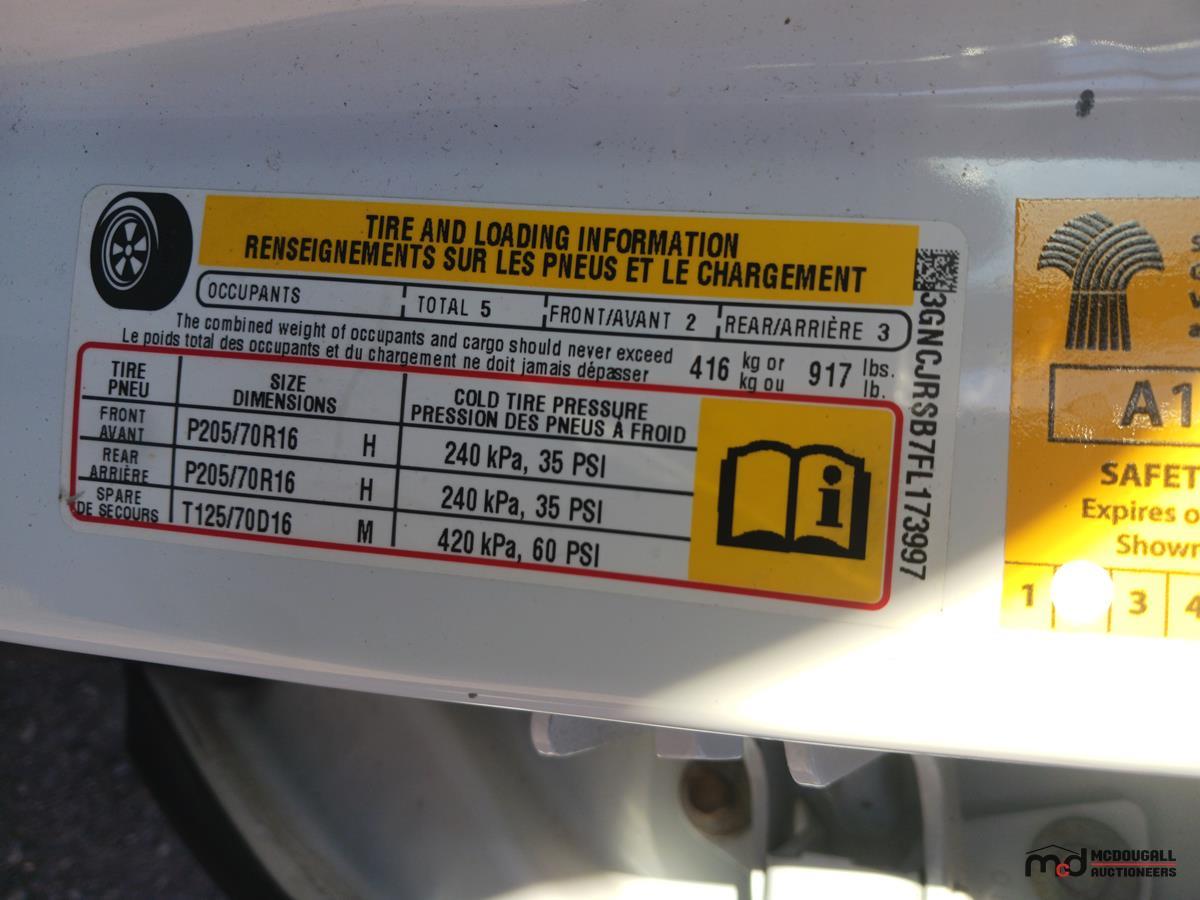 TIRE AND LOADING INFORMATION
RENSEIGNEMENTS SUR LES PNEUS ET LE CHARGEMENT
OCCUPANTS TOTAL 5 FRONT/AVANT 2 REAR/ARRIÈRE 3
The combined weight of occupants and cargo should never exceed 416 kg or 917 lbs.
Le poids total des occupants et du chargement ne doit jamais dépasser kg ou lb.
TIRE SIZE COLD TIRE PRESSURE
PNEU DIMENSIONS PRESSION DES PNEUS À FROID
FRONT
AVANT P205/70R16 H 240 kPa, 35 PSI
REAR
ARRIÈRE P205/70R16 H 240 kPa, 35 PSI
SPARE
DE SECOURS T125/70D16 M 420 kPa, 60 PSI
3GNCJRSB7FL173997
A1
SAFET
Expires o
Shown
1 3 4
mcd MCDOUGALL
AUCTIONEERS